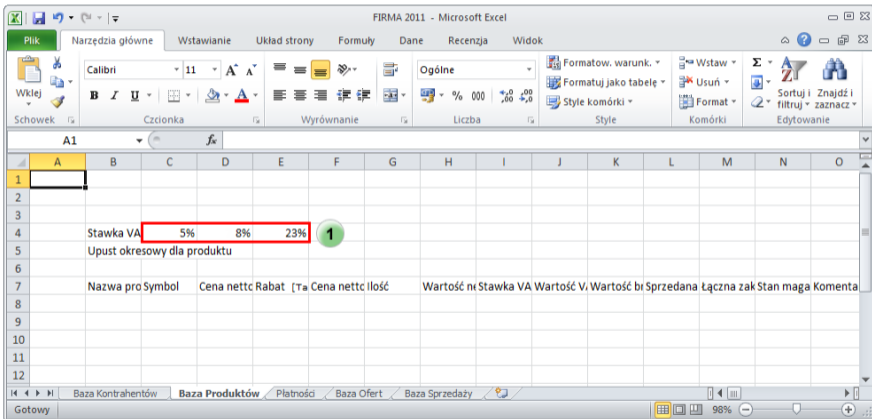 FIRMA 2011 - Microsoft Excel
Plik Narzędzia główne Wstawianie Układ strony Formuły Dane Recenzja Widok
Wklej
Calibri 11 A A
B I U A
Ogólne
% 000 ,00 ,0
Formatow. warunk.
Formatuj jako tabelę
Style komórki
Wstaw
Usuń
Format
Σ
Sortuj i filtruj
Znajdź i zaznacz
Schowek Czcionka Wyrównanie Liczba Style Komórki Edytowanie
A1 fx
A B C D E F G H I J K L M N O
1
2
3
4 Stawka VA 5% 8% 23% 1
5 Upust okresowy dla produktu
6
7 Nazwa pro Symbol Cena netto Rabat [Ta Cena netto Ilość Wartość ne Stawka VA Wartość V Wartość br Sprzedana Łączna zak Stan maga Komenta
8
9
10
11
12
Baza Kontrahentów Baza Produktów Płatności Baza Ofert Baza Sprzedaży
Gotowy 98%